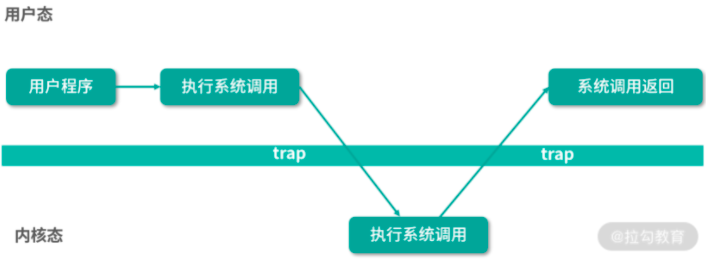 用户态
用户程序
执行系统调用
系统调用返回
trap
trap
内核态
执行系统调用
@拉勾教育